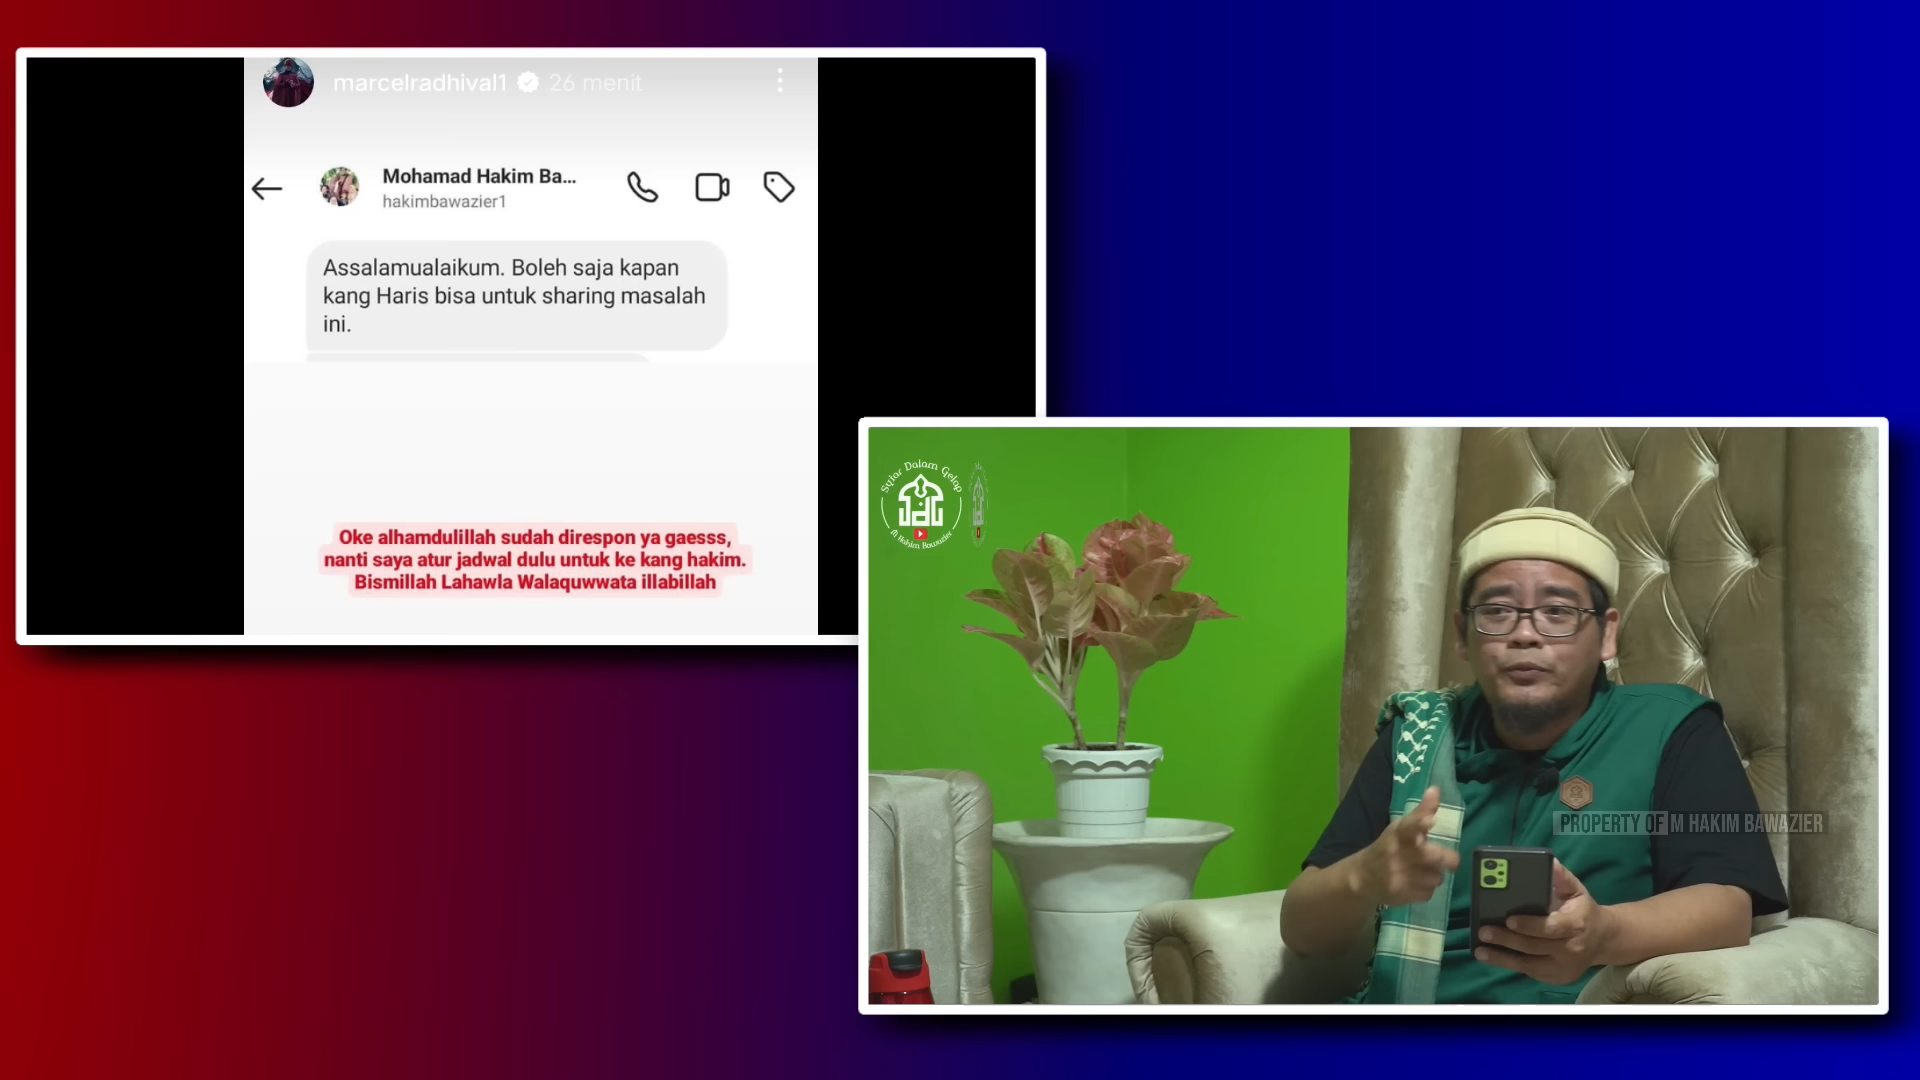 marcelradhival1 26 menit
Mohamad Hakim Ba...
hakimbawazier1
Assalamualaikum. Boleh saja kapan
kang Haris bisa untuk sharing masalah
ini.
Oke alhamdulillah sudah direspon ya gaesss,
nanti saya atur jadwal dulu untuk ke kang hakim.
Bismillah Lahawla Walaquwwata illabillah
Syiar Dalam Gelap
M Hakim Bawazier
PROPERTY OF M HAKIM BAWAZIER